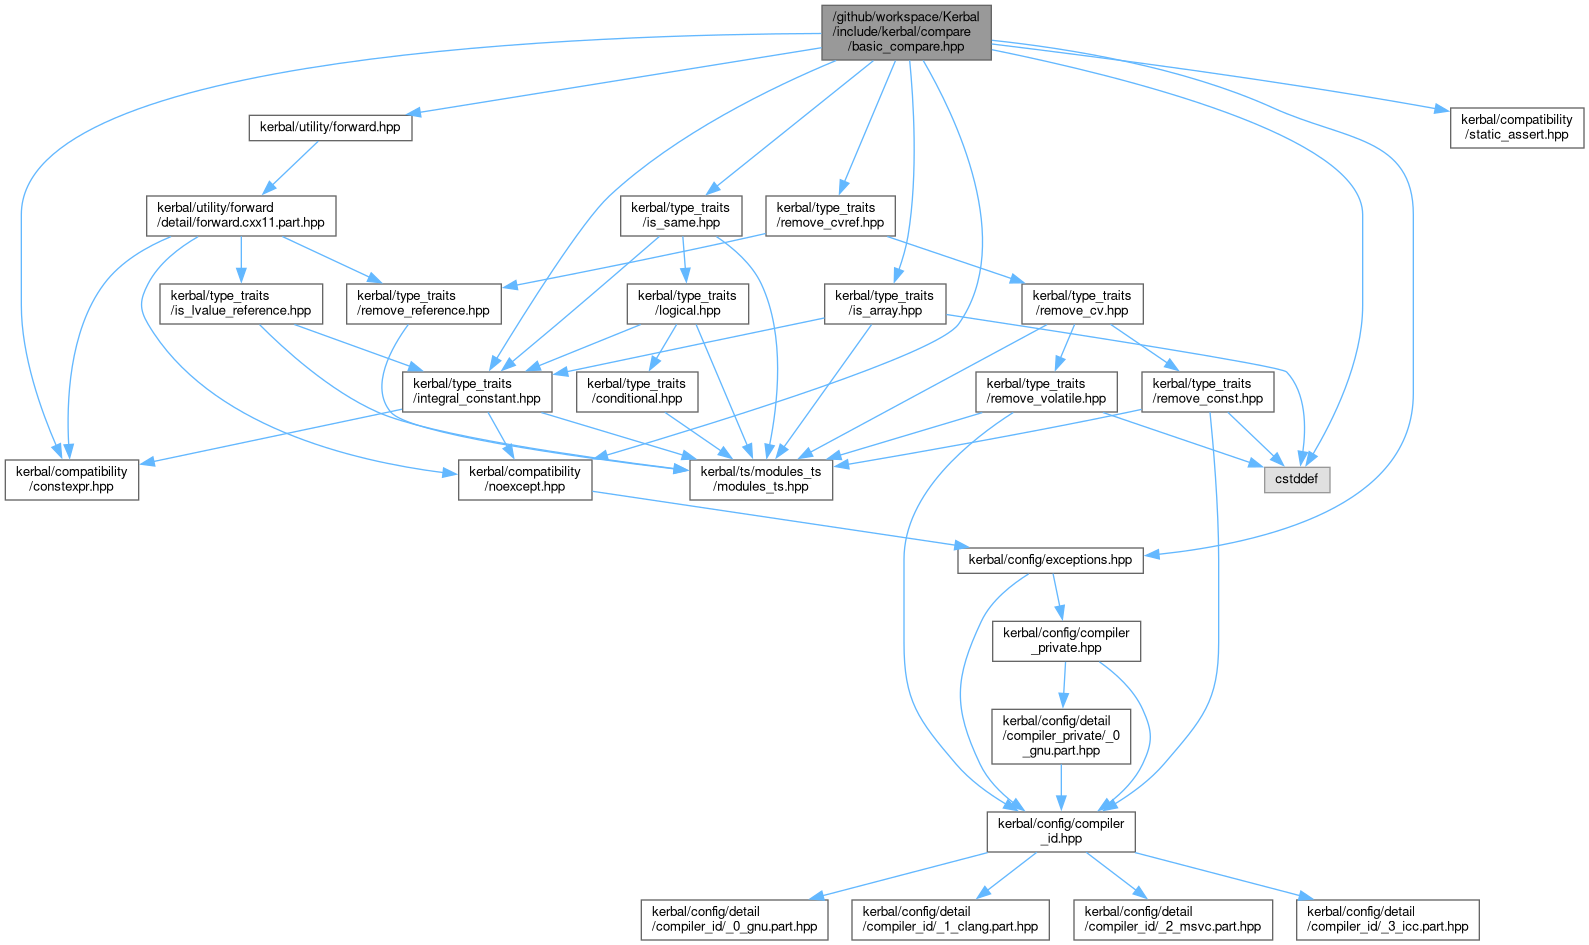 /github/workspace/Kerbal
/include/kerbal/compare
/basic_compare.hpp
kerbal/utility/forward.hpp
kerbal/compatibility
/static_assert.hpp
kerbal/utility/forward
/detail/forward.cxx11.part.hpp
kerbal/type_traits
/is_same.hpp
kerbal/type_traits
/remove_cvref.hpp
kerbal/type_traits
/is_lvalue_reference.hpp
kerbal/type_traits
/remove_reference.hpp
kerbal/type_traits
/logical.hpp
kerbal/type_traits
/is_array.hpp
kerbal/type_traits
/remove_cv.hpp
kerbal/type_traits
/integral_constant.hpp
kerbal/type_traits
/conditional.hpp
kerbal/type_traits
/remove_volatile.hpp
kerbal/type_traits
/remove_const.hpp
kerbal/compatibility
/constexpr.hpp
kerbal/compatibility
/noexcept.hpp
kerbal/ts/modules_ts
/modules_ts.hpp
cstddef
kerbal/config/exceptions.hpp
kerbal/config/compiler
_private.hpp
kerbal/config/detail
/compiler_private/_0
_gnu.part.hpp
kerbal/config/compiler
_id.hpp
kerbal/config/detail
/compiler_id/_0_gnu.part.hpp
kerbal/config/detail
/compiler_id/_1_clang.part.hpp
kerbal/config/detail
/compiler_id/_2_msvc.part.hpp
kerbal/config/detail
/compiler_id/_3_icc.part.hpp